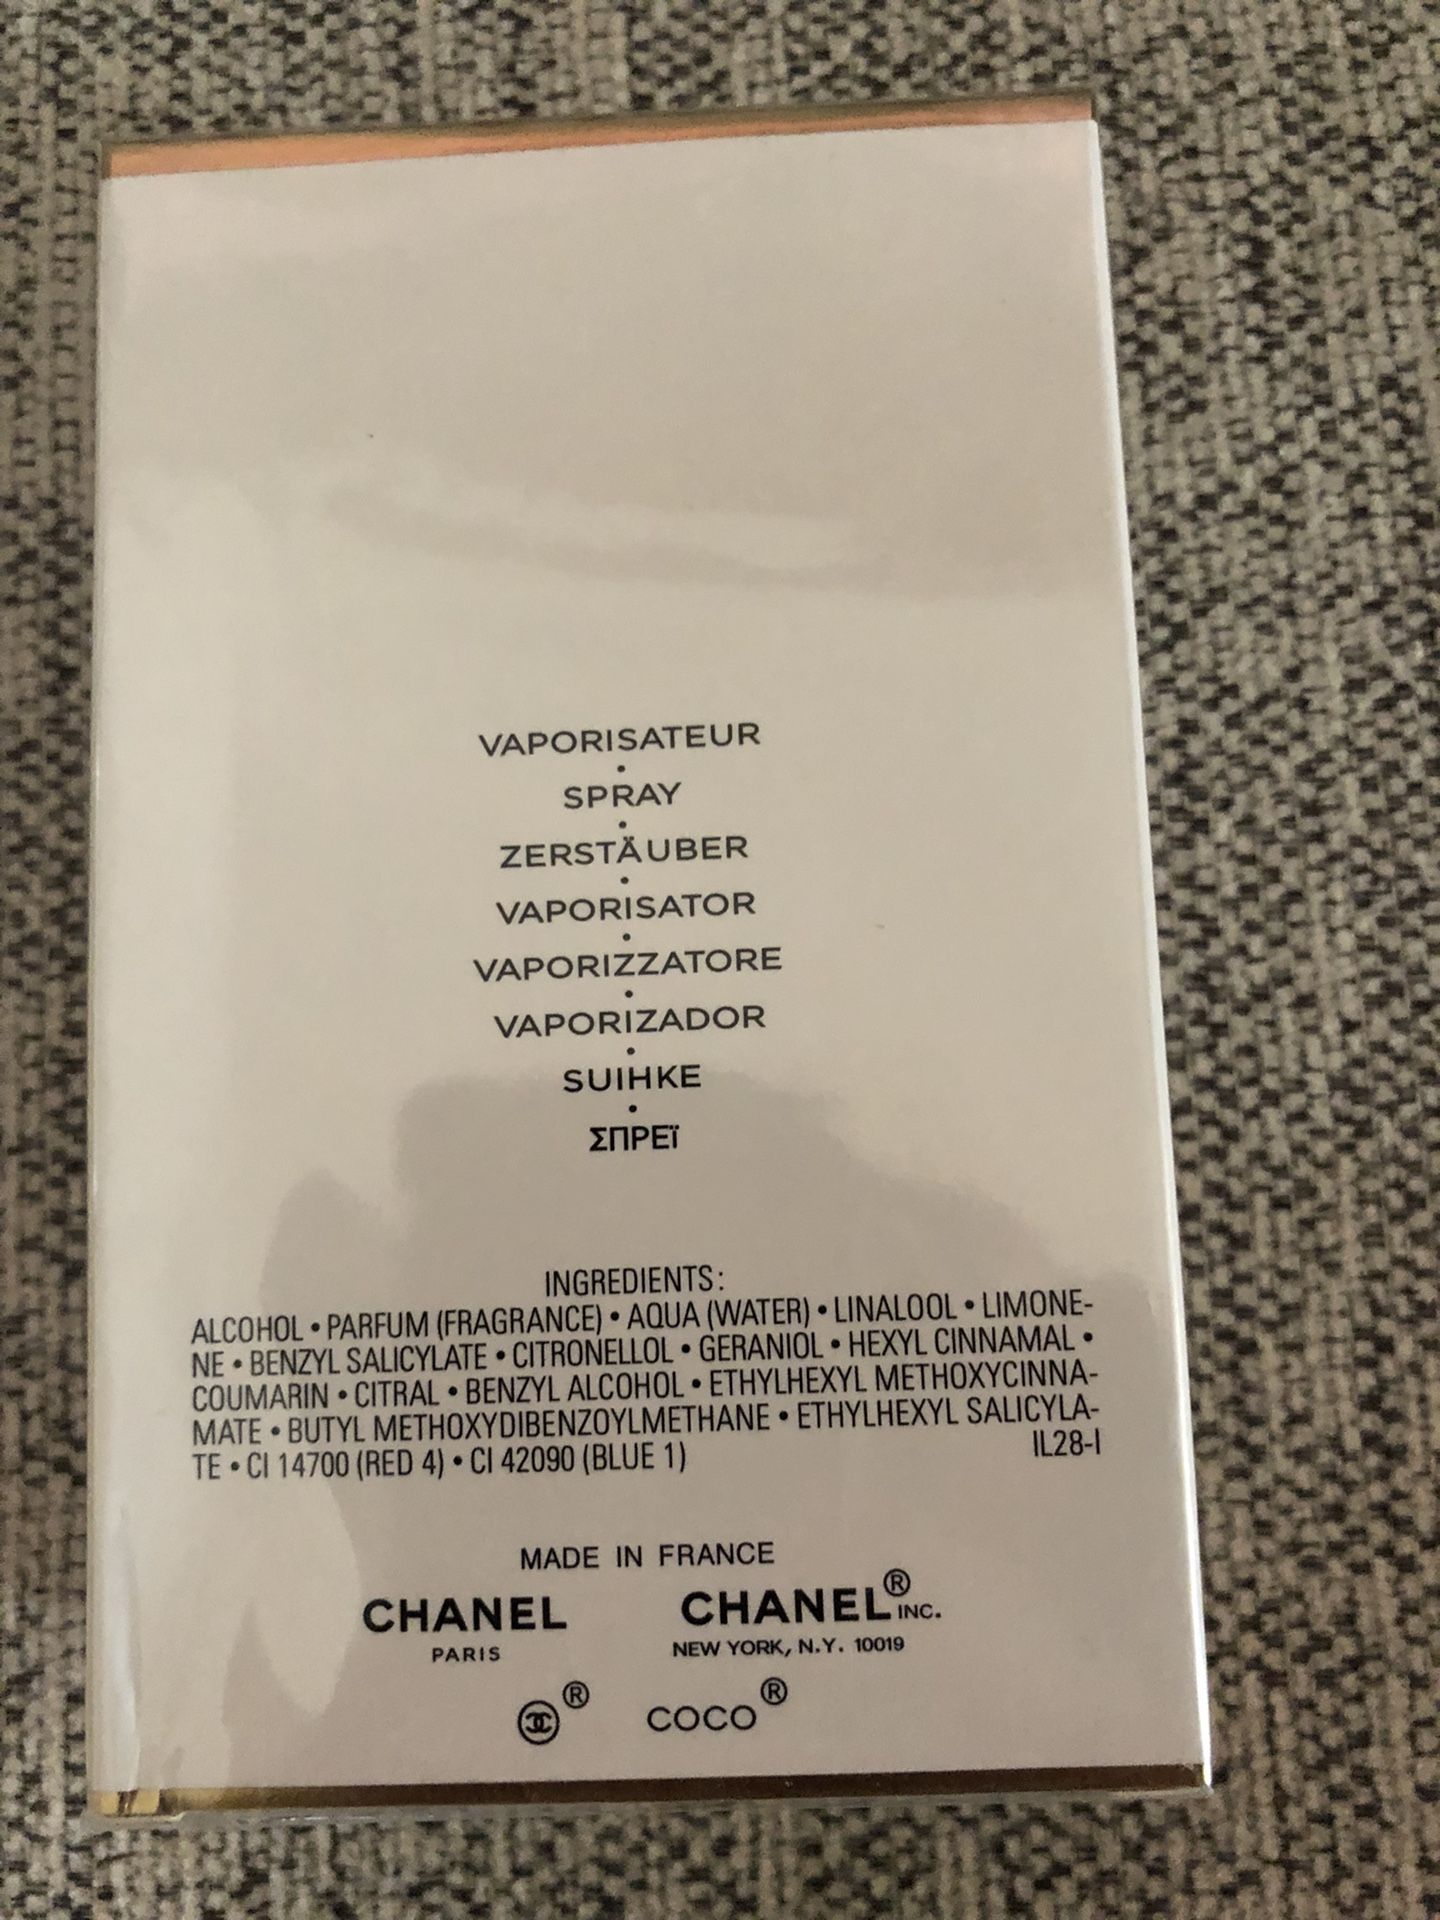 VAPORISATEUR
•
SPRAY
•
ZERSTÄUBER
•
VAPORISATOR
•
VAPORIZZATORE
•
VAPORIZADOR
•
SUIHKE
•
ΣΠΡΕΪ
INGREDIENTS:
ALCOHOL • PARFUM (FRAGRANCE) • AQUA (WATER) • LINALOOL • LIMONE-
NE • BENZYL SALICYLATE • CITRONELLOL • GERANIOL • HEXYL CINNAMAL •
COUMARIN • CITRAL • BENZYL ALCOHOL • ETHYLHEXYL METHOXYCINNA-
MATE • BUTYL METHOXYDIBENZOYLMETHANE • ETHYLHEXYL SALICYLA-
TE • CI 14700 (RED 4) • CI 42090 (BLUE 1) IL28-I
MADE IN FRANCE
CHANEL CHANEL® INC.
PARIS NEW YORK, N.Y. 10019
® COCO®